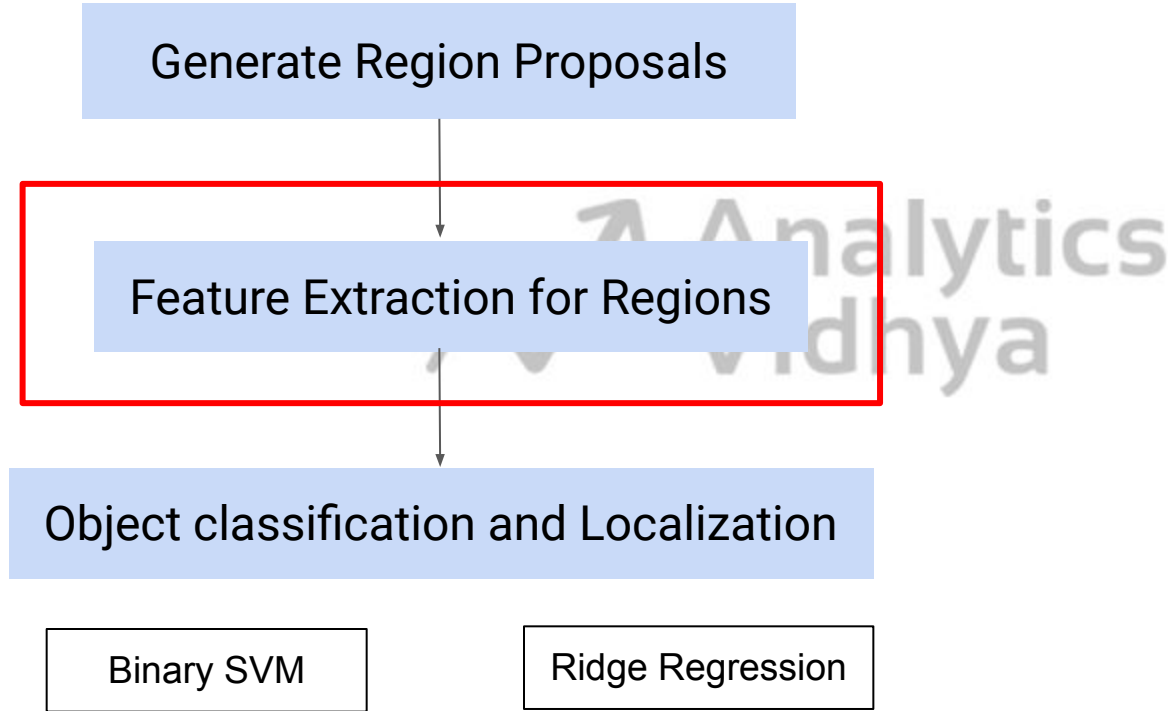 Generate Region Proposals
Analytics
Vidhya
Feature Extraction for Regions
Object classification and Localization
Binary SVM
Ridge Regression